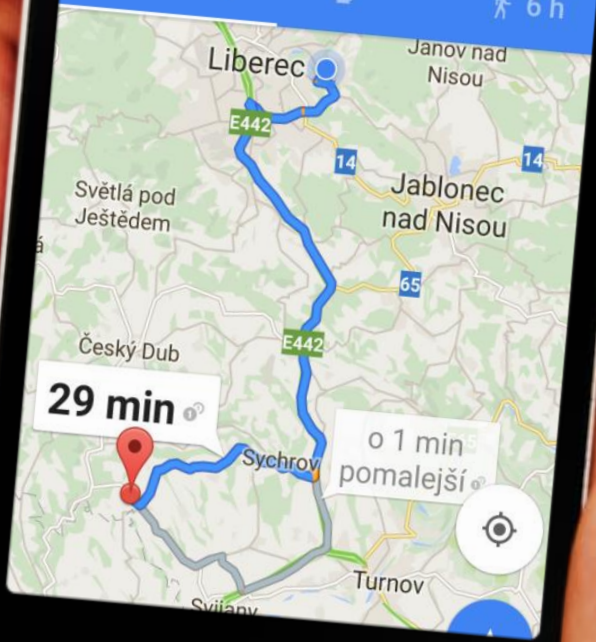 6 h
Liberec
Janov nad
Nisou
E442
14
14
Světlá pod
Ještědem
Jablonec
nad Nisou
65
E442
Český Dub
29 min
o 1 min
pomalejší
Sychrov
Turnov
Svijany